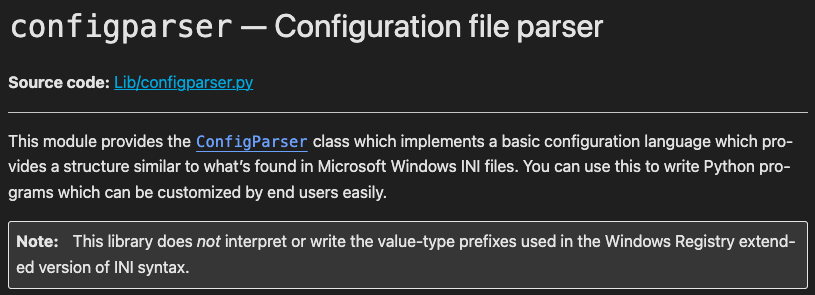 configparser — Configuration file parser
Source code: Lib/configparser.py
This module provides the ConfigParser class which implements a basic configuration language which pro-
vides a structure similar to what’s found in Microsoft Windows INI files. You can use this to write Python pro-
grams which can be customized by end users easily.
Note: This library does not interpret or write the value-type prefixes used in the Windows Registry extend-
ed version of INI syntax.